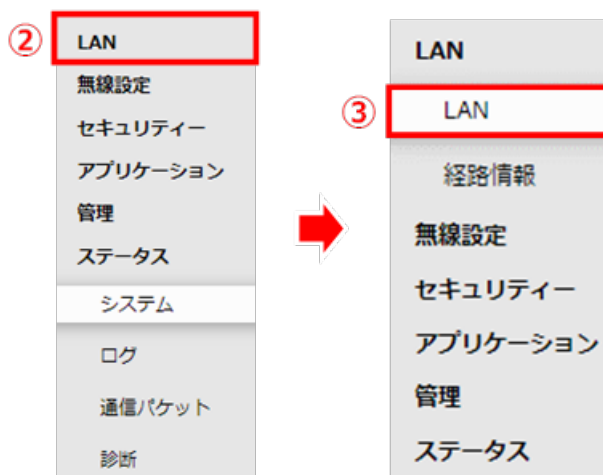 ②
LAN
無線設定
セキュリティー
アプリケーション
管理
ステータス
システム
ログ
通信パケット
診断
LAN
③
LAN
経路情報
無線設定
セキュリティー
アプリケーション
管理
ステータス